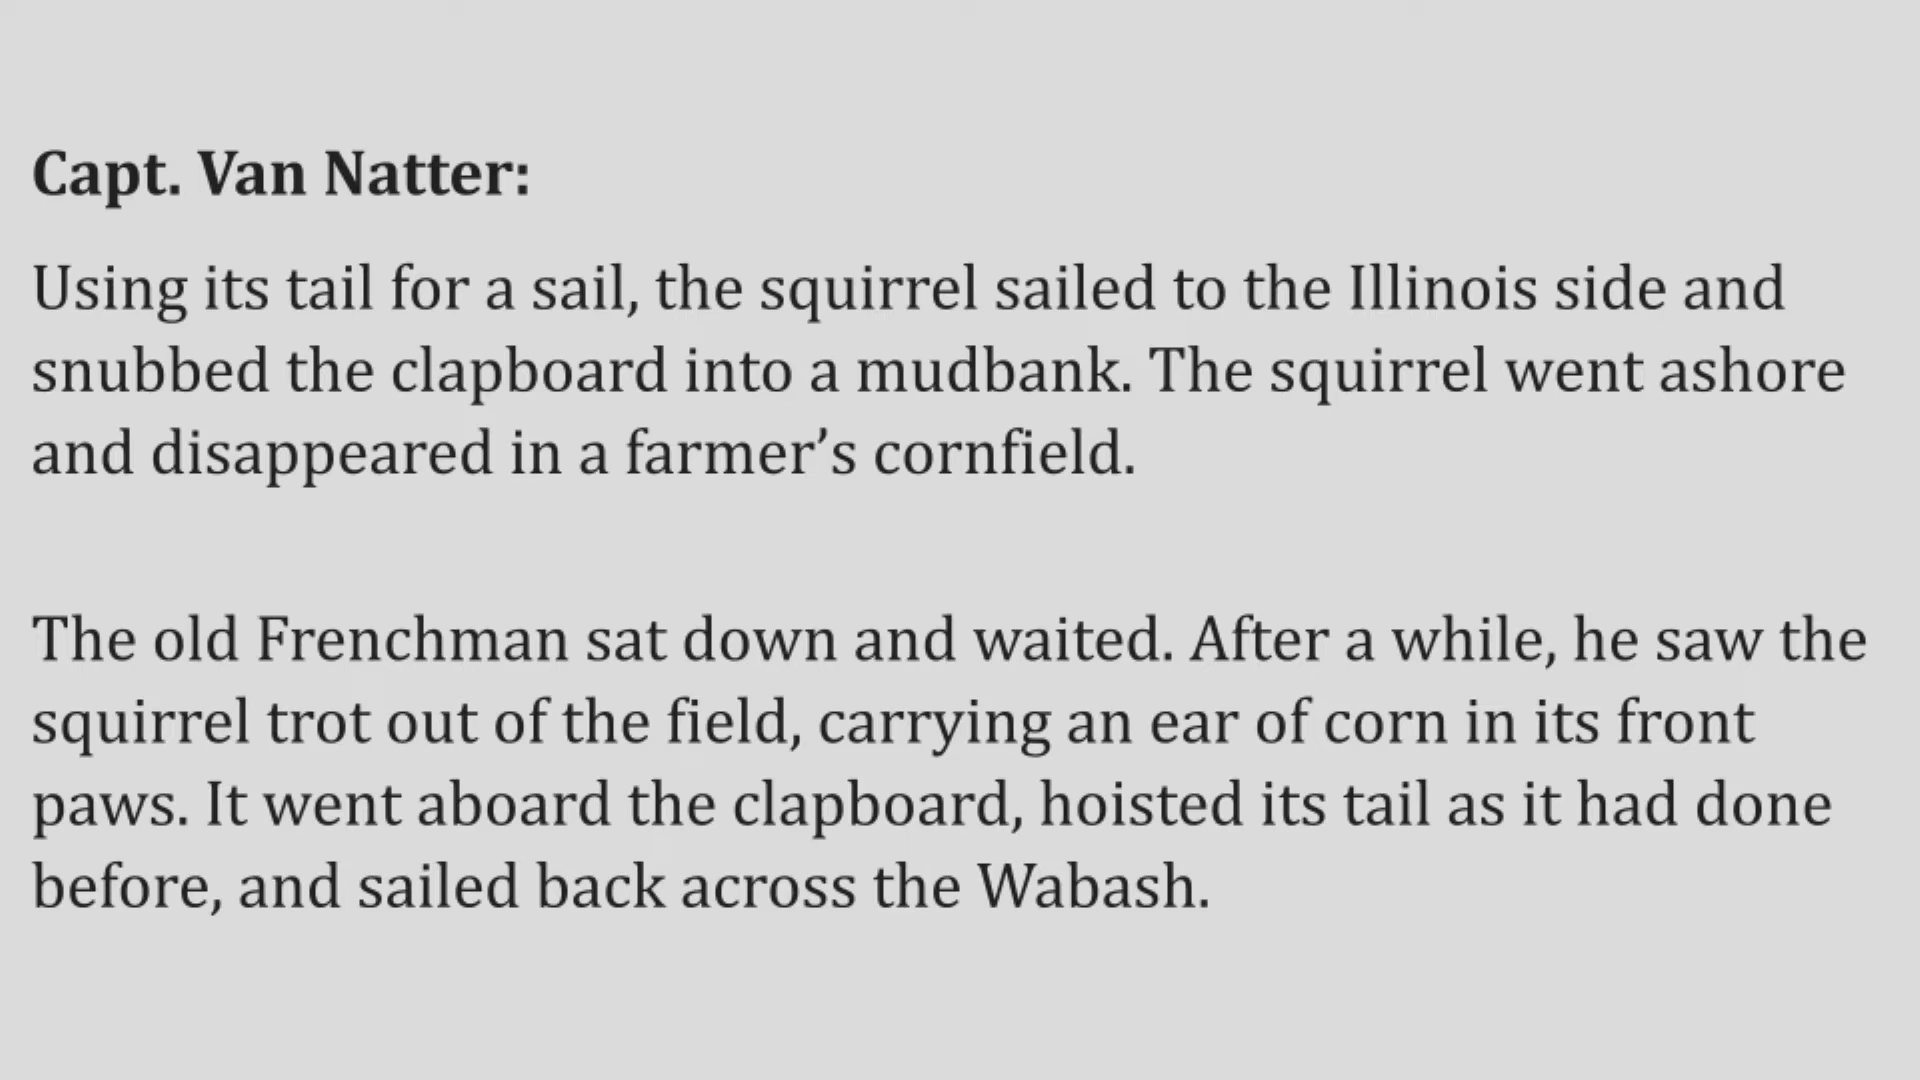 Capt. Van Natter:
Using its tail for a sail, the squirrel sailed to the Illinois side and
snubbed the clapboard into a mudbank. The squirrel went ashore
and disappeared in a farmer’s cornfield.
The old Frenchman sat down and waited. After a while, he saw the
squirrel trot out of the field, carrying an ear of corn in its front
paws. It went aboard the clapboard, hoisted its tail as it had done
before, and sailed back across the Wabash.